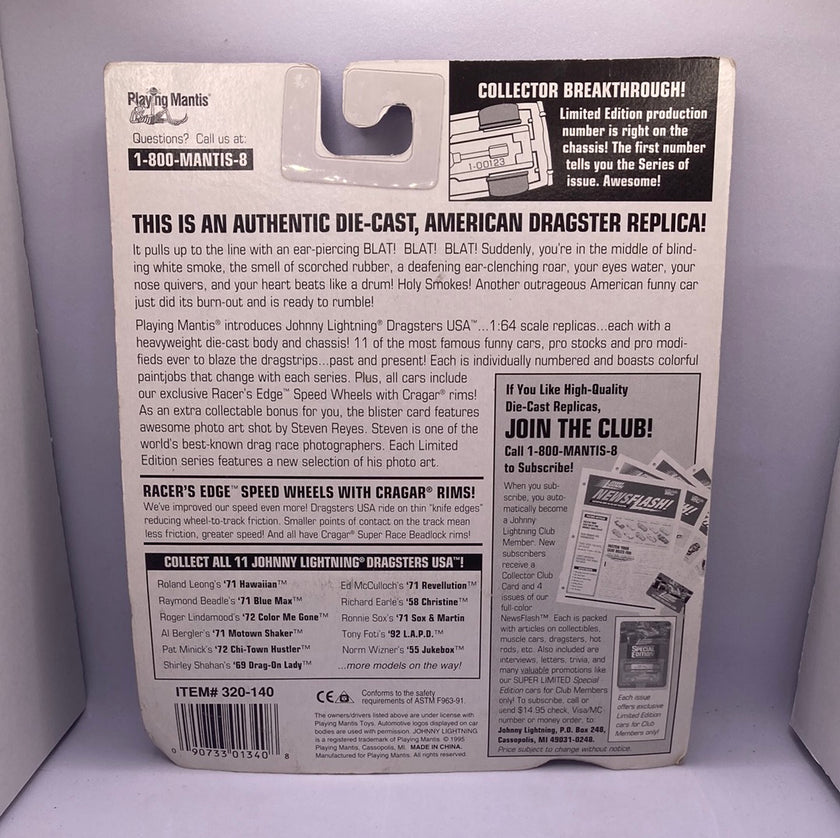 Playing Mantis®
Questions? Call us at:
1-800-MANTIS-8
COLLECTOR BREAKTHROUGH!
Limited Edition production
number is right on the
chassis! The first number
tells you the Series of
issue. Awesome!
1-00123
THIS IS AN AUTHENTIC DIE-CAST, AMERICAN DRAGSTER REPLICA!
It pulls up to the line with an ear-piercing BLAT! BLAT! BLAT! Suddenly, you're in the middle of blind-
ing white smoke, the smell of scorched rubber, a deafening ear-clenching roar, your eyes water, your
nose quivers, and your heart beats like a drum! Holy Smokes! Another outrageous American funny car
just did its burn-out and is ready to rumble!
Playing Mantis® introduces Johnny Lightning® Dragsters USA™...1:64 scale replicas...each with a
heavyweight die-cast body and chassis! 11 of the most famous funny cars, pro stocks and pro modi-
fieds ever to blaze the dragstrips...past and present! Each is individually numbered and boasts colorful
paintjobs that change with each series. Plus, all cars include
our exclusive Racer's Edge™ Speed Wheels with Cragar® rims!
As an extra collectable bonus for you, the blister card features
awesome photo art shot by Steven Reyes. Steven is one of the
world's best-known drag race photographers. Each Limited
Edition series features a new selection of his photo art.
RACER'S EDGE™ SPEED WHEELS WITH CRAGAR® RIMS!
We've improved our speed even more! Dragsters USA ride on thin "knife edges"
reducing wheel-to-track friction. Smaller points of contact on the track mean
less friction, greater speed! And all have Cragar® Super Race Beadlock rims!
COLLECT ALL 11 JOHNNY LIGHTNING® DRAGSTERS USA™!
Roland Leong's '71 Hawaiian™
Raymond Beadle's '71 Blue Max™
Roger Lindamood's '72 Color Me Gone™
Al Bergler's '71 Motown Shaker™
Pat Minick's '72 Chi-Town Hustler™
Shirley Shahan's '69 Drag-On Lady™
Ed McCulloch's '71 Revellution™
Richard Earle's '58 Christine™
Ronnie Sox's '71 Sox & Martin
Tony Foti's '92 L.A.P.D.™
Norm Wizner's '55 Jukebox™
...more models on the way!
ITEM# 320-140
0 90733 01340 8
CE
Conforms to the safety
requirements of ASTM F963-91.
The owners/drivers listed above are under license with
Playing Mantis Toys. Automotive logos displayed on car
bodies are used with permission. JOHNNY LIGHTNING
is a registered trademark of Playing Mantis. © 1995
Playing Mantis, Cassopolis, MI. MADE IN CHINA.
Manufactured for Playing Mantis. All rights reserved.
If You Like High-Quality
Die-Cast Replicas,
JOIN THE CLUB!
Call 1-800-MANTIS-8
to Subscribe!
When you sub-
scribe, you auto-
matically become
a Johnny
Lightning Club
Member. New
subscribers
receive a
Collector Club
Card and 4
issues of our
full-color
NewsFlash™. Each is packed
with articles on collectibles,
muscle cars, dragsters, hot
rods, etc. Also included are
interviews, letters, trivia, and
many valuable promotions like
our SUPER LIMITED Special
Edition cars for Club Members
only! To subscribe, call or
send $14.95 check, Visa/MC
number or money order, to:
Johnny Lightning, P.O. Box 248,
Cassopolis, MI 49031-0248.
Price subject to change without notice.
NEWSFLASH!
SPECIAL
EDITION
Each issue
offers exclusive
Limited Edition
cars for Club
Members only!